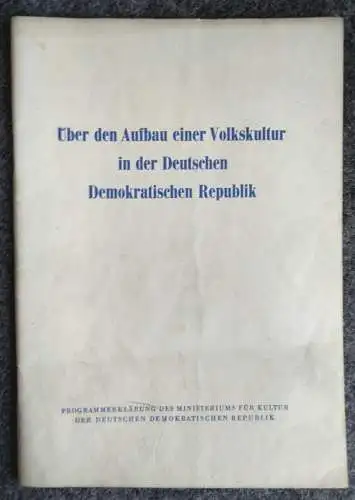 Über den Aufbau einer Volkskultur
in der Deutschen
Demokratischen Republik
PROGRAMMERKLÄRUNG DES MINISTERIUMS FÜR KULTUR
DER DEUTSCHEN DEMOKRATISCHEN REPUBLIK